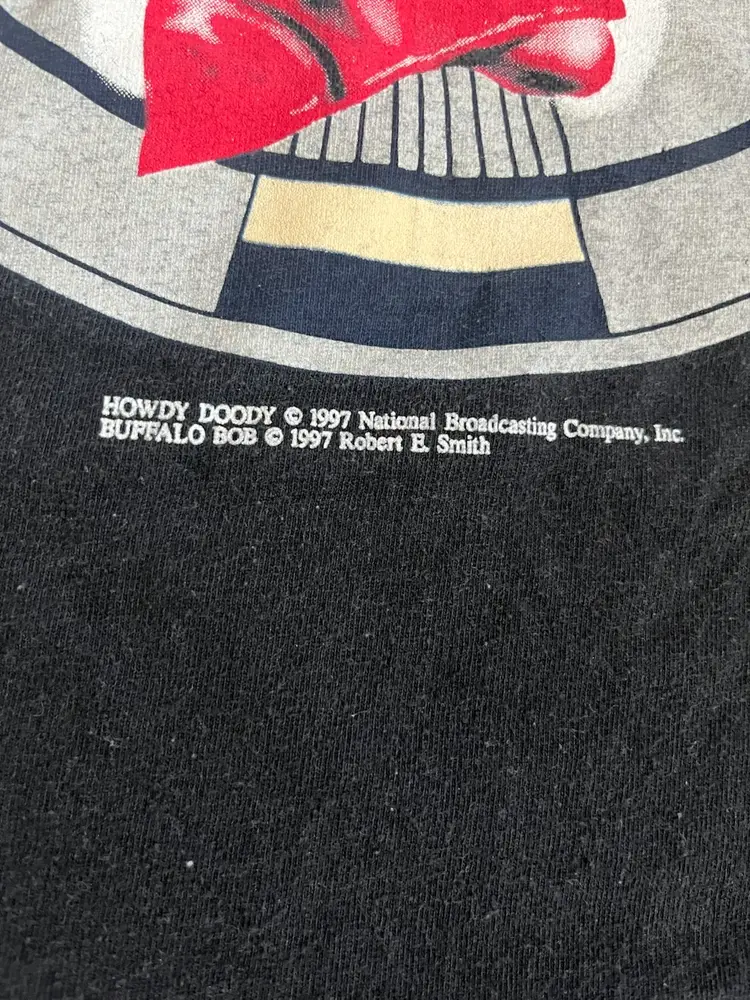 HOWDY DOODY © 1997 National Broadcasting Company, Inc.
BUFFALO BOB © 1997 Robert E. Smith